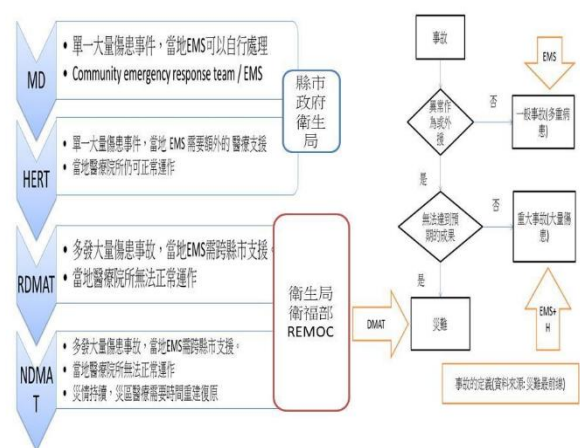 MD
• 單一大量傷患事件，當地EMS可以自行處理
• Community emergency response team / EMS
縣市
政府
衛生
局
HERT
• 單一大量傷患事件，當地 EMS 需要額外的 醫療支援
• 當地醫療院所仍可正常運作
RDMAT
• 多發大量傷患事故，當地EMS需跨縣市支援。
• 當地醫療院所無法正常運作
衛生局
衛福部
REMOC
NDMA
T
• 多發大量傷患事故，當地EMS需跨縣市支援。
• 當地醫療院所無法正常運作
• 災情持續，災區醫療需要時間重建復原
事故
EMS
異常作
為或外
援
否
一般事故(多重病
患)
是
無法達到預
期的成果
否
重大事故(大量傷
患)
是
DMAT
災難
EMS+
H
事故的定義(資料來源:災難最前線)